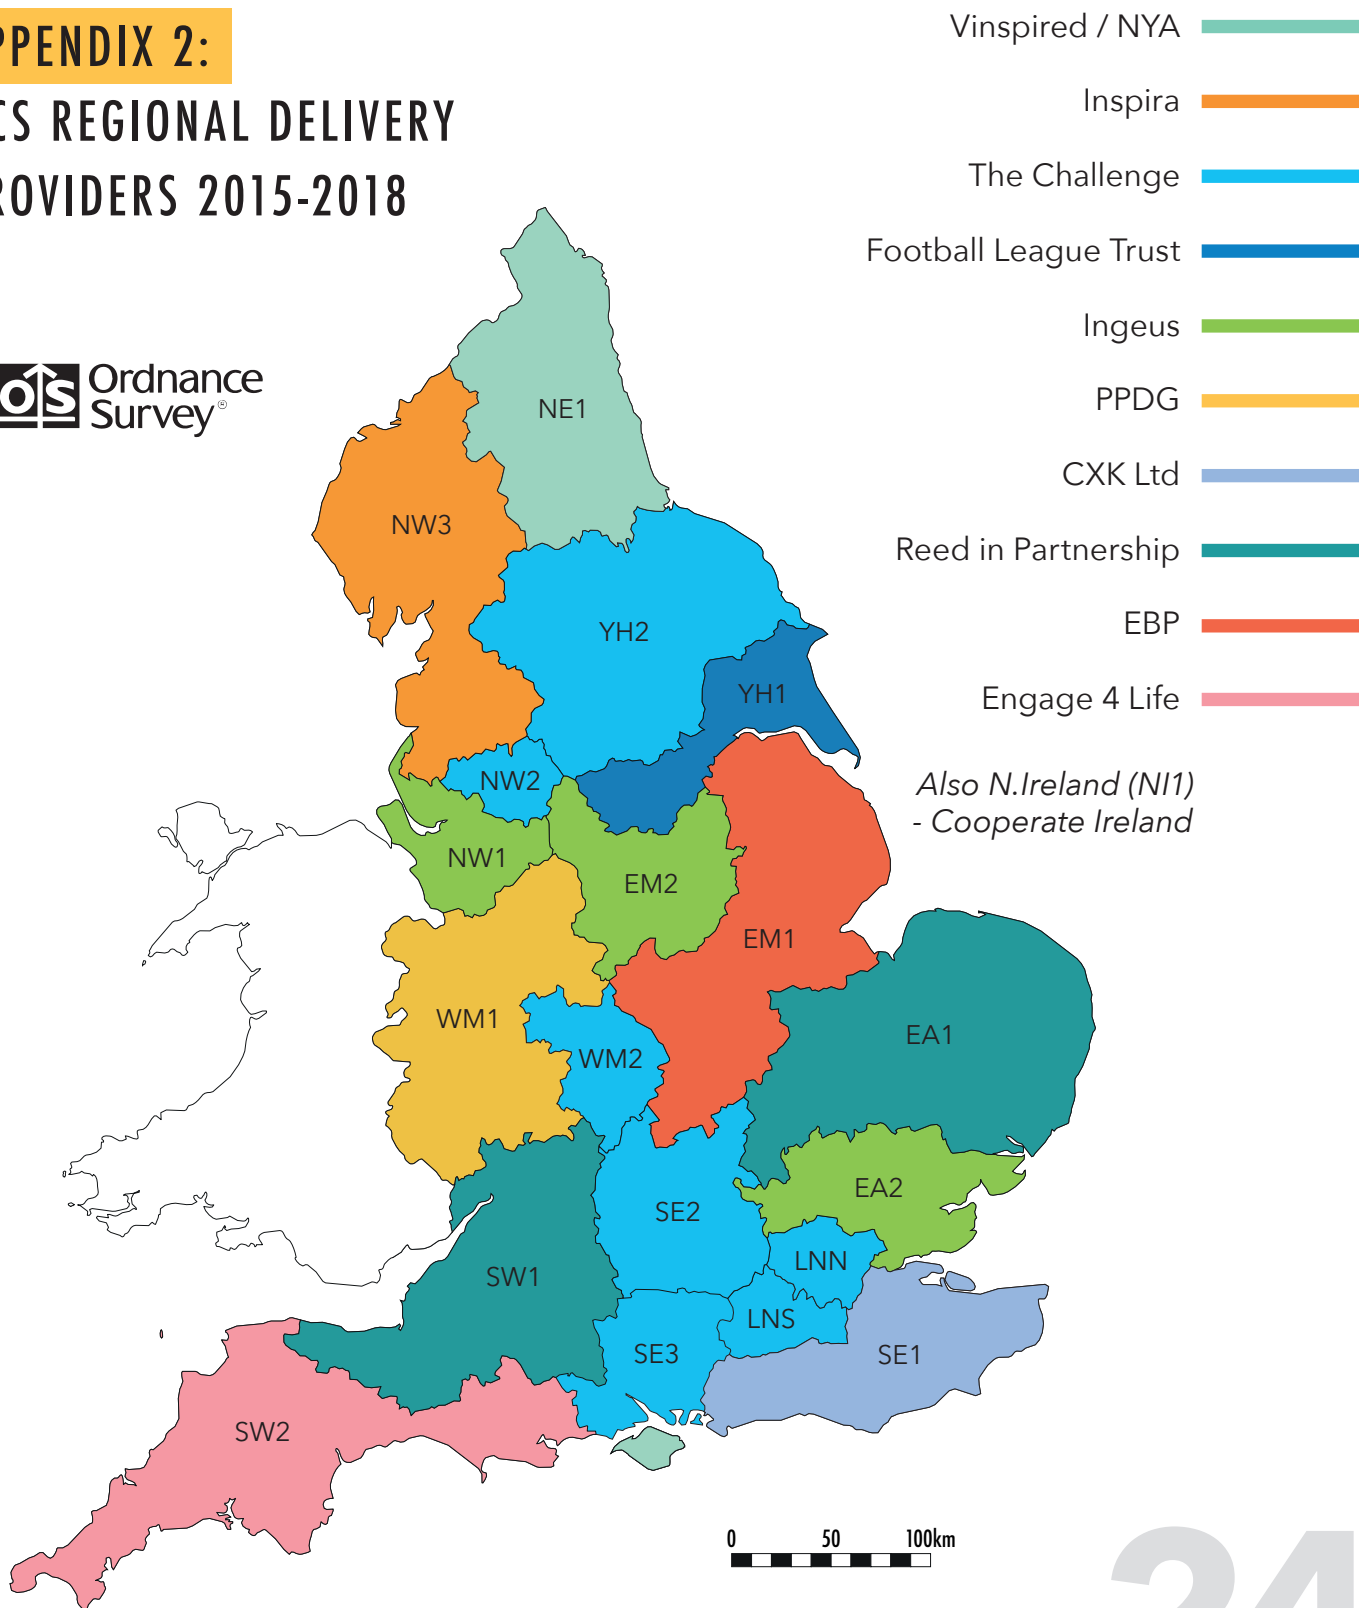 PPENDIX 2:
CS REGIONAL DELIVERY
ROVIDERS 2015-2018
Ordnance
Survey®
OS
Vinspired / NYA
Inspira
The Challenge
Football League Trust
Ingeus
PPDG
CXK Ltd
Reed in Partnership
EBP
Engage 4 Life
Also N.Ireland (NI1)
- Cooperate Ireland
NE1
NW3
YH2
YH1
NW2
NW1
EM2
EM1
WM1
WM2
EA1
EA2
SE2
LNN
SW1
LNS
SE3
SE1
SW2
0 50 100km
24